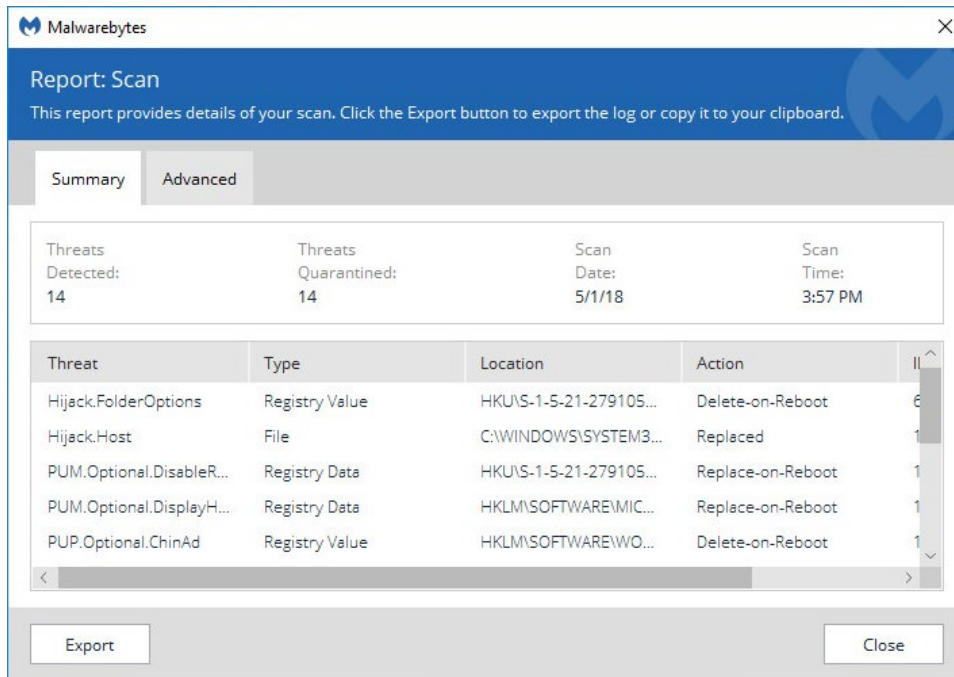 Malwarebytes
Report: Scan
This report provides details of your scan. Click the Export button to export the log or copy it to your clipboard.
Summary Advanced
Threats Threats Scan Scan
Detected: Quarantined: Date: Time:
14 14 5/1/18 3:57 PM
Threat Type Location Action
Hijack.FolderOptions Registry Value HKU\S-1-5-21-279105... Delete-on-Reboot
Hijack.Host File C:\WINDOWS\SYSTEM3... Replaced
PUM.Optional.DisableR... Registry Data HKU\S-1-5-21-279105... Replace-on-Reboot
PUM.Optional.DisplayH... Registry Data HKLM\SOFTWARE\MIC... Replace-on-Reboot
PUP.Optional.ChinAd Registry Value HKLM\SOFTWARE\WO... Delete-on-Reboot
Export Close